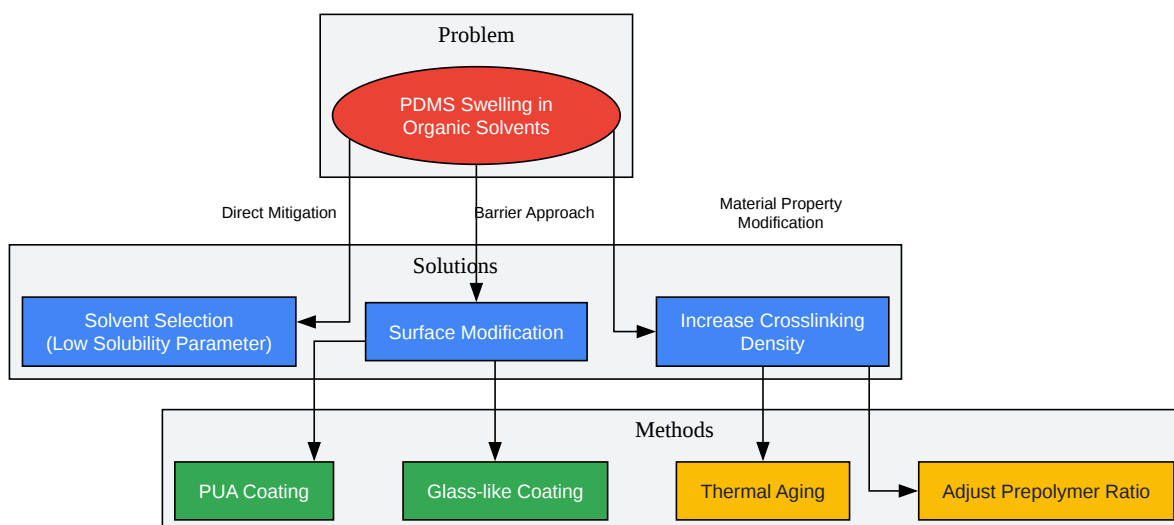 Problem
PDMS Swelling in
Organic Solvents
Direct Mitigation
Barrier Approach
Material Property
Modification
Solutions
Solvent Selection
(Low Solubility Parameter)
Surface Modification
Increase Crosslinking
Density
Methods
PUA Coating
Glass-like Coating
Thermal Aging
Adjust Prepolymer Ratio